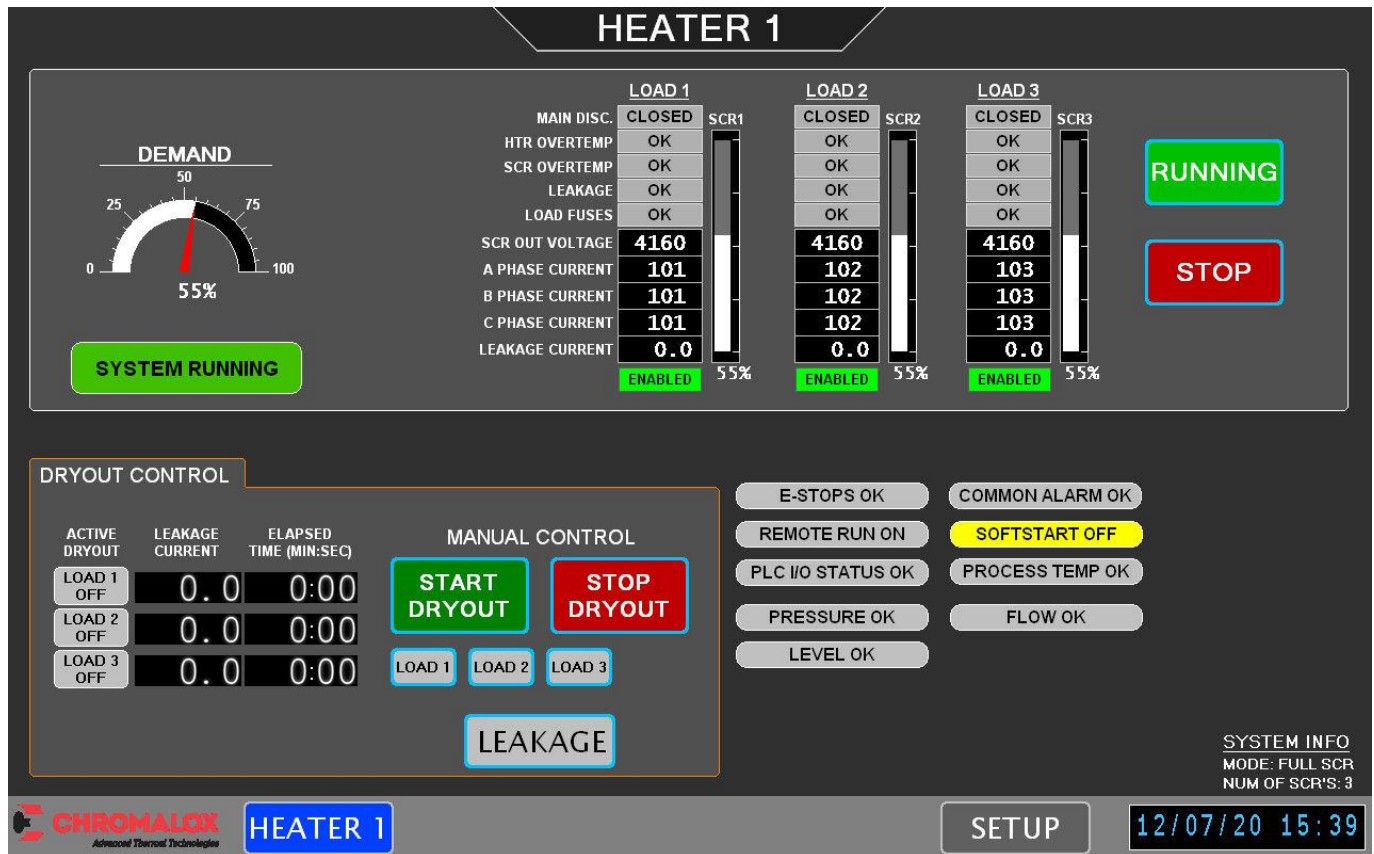 HEATER 1
LOAD 1 LOAD 2 LOAD 3
MAIN DISC. CLOSED SCR1 CLOSED SCR2 CLOSED SCR3
HTR OVERTEMP OK OK OK
SCR OVERTEMP OK OK OK
LEAKAGE OK OK OK
LOAD FUSES OK OK OK
SCR OUT VOLTAGE 4160 4160 4160
A PHASE CURRENT 101 102 103
B PHASE CURRENT 101 102 103
C PHASE CURRENT 101 102 103
LEAKAGE CURRENT 0.0 0.0 0.0
ENABLED 55% ENABLED 55% ENABLED 55%
DEMAND
50
25 75
0 100
55%
SYSTEM RUNNING
RUNNING
STOP
DRYOUT CONTROL
ACTIVE LEAKAGE ELAPSED
DRYOUT CURRENT TIME (MIN:SEC)
LOAD 1
OFF 0.0 0:00
LOAD 2
OFF 0.0 0:00
LOAD 3
OFF 0.0 0:00
MANUAL CONTROL
START STOP
DRYOUT DRYOUT
LOAD 1 LOAD 2 LOAD 3
LEAKAGE
E-STOPS OK COMMON ALARM OK
REMOTE RUN ON SOFTSTART OFF
PLC I/O STATUS OK PROCESS TEMP OK
PRESSURE OK FLOW OK
LEVEL OK
SYSTEM INFO
MODE: FULL SCR
NUM OF SCR'S: 3
CHROMALOX
Advanced Thermal Technologies
HEATER 1
SETUP
12/07/20 15:39